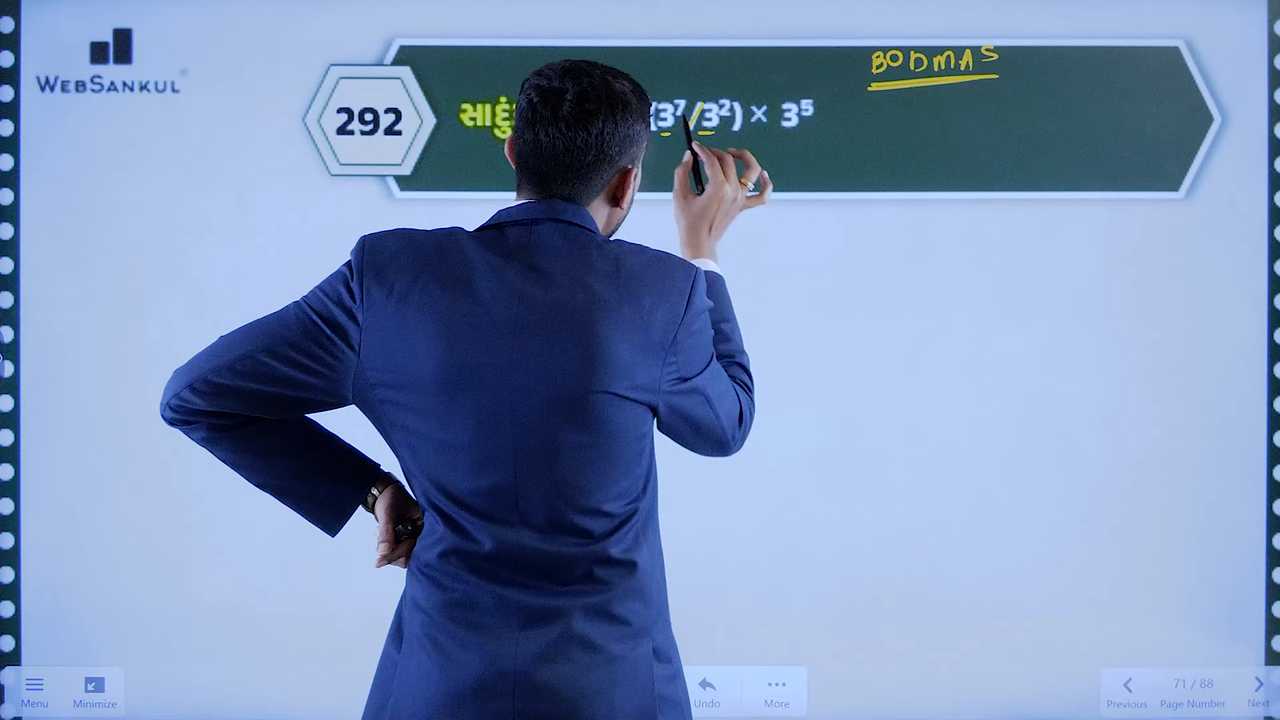 WEBSANKUL
BODMAS
292
(3⁷/3²) × 3⁵
Menu
Minimize
Undo
More
Previous
71 / 88
Page Number
Next